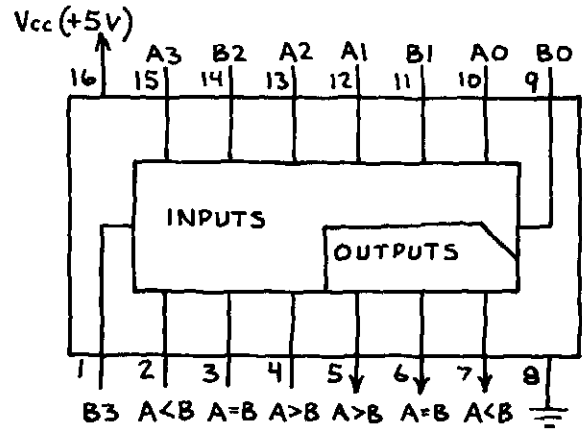 Vcc (+5V)
A3 B2 A2 A1 B1 A0 B0
16 15 14 13 12 11 10 9
INPUTS
OUTPUTS
1 2 3 4 5 6 7 8
B3 A<B A=B A>B A>B A=B A<B